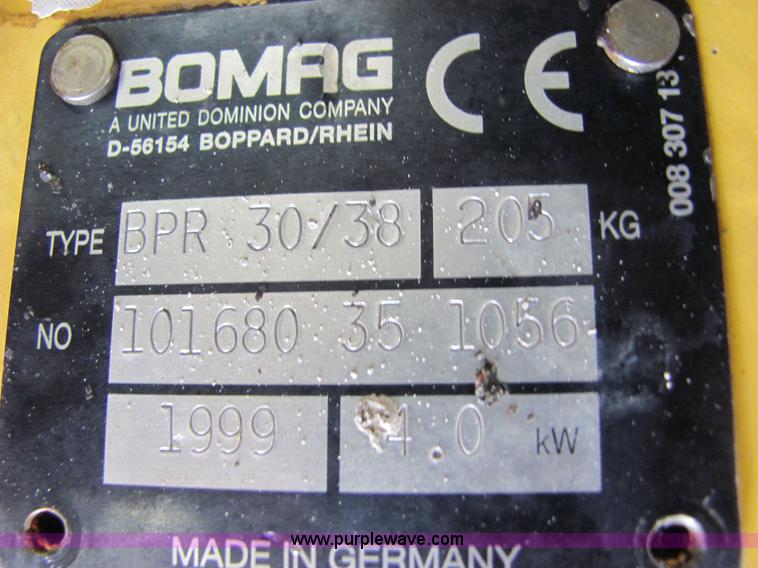 BOMAG CE
A UNITED DOMINION COMPANY
D-56154 BOPPARD/RHEIN
008 307 13
TYPE BPR 30/38 205 KG
NO 101680 35 1056
1999 4.0 kW
www.purplewave.com
MADE IN GERMANY